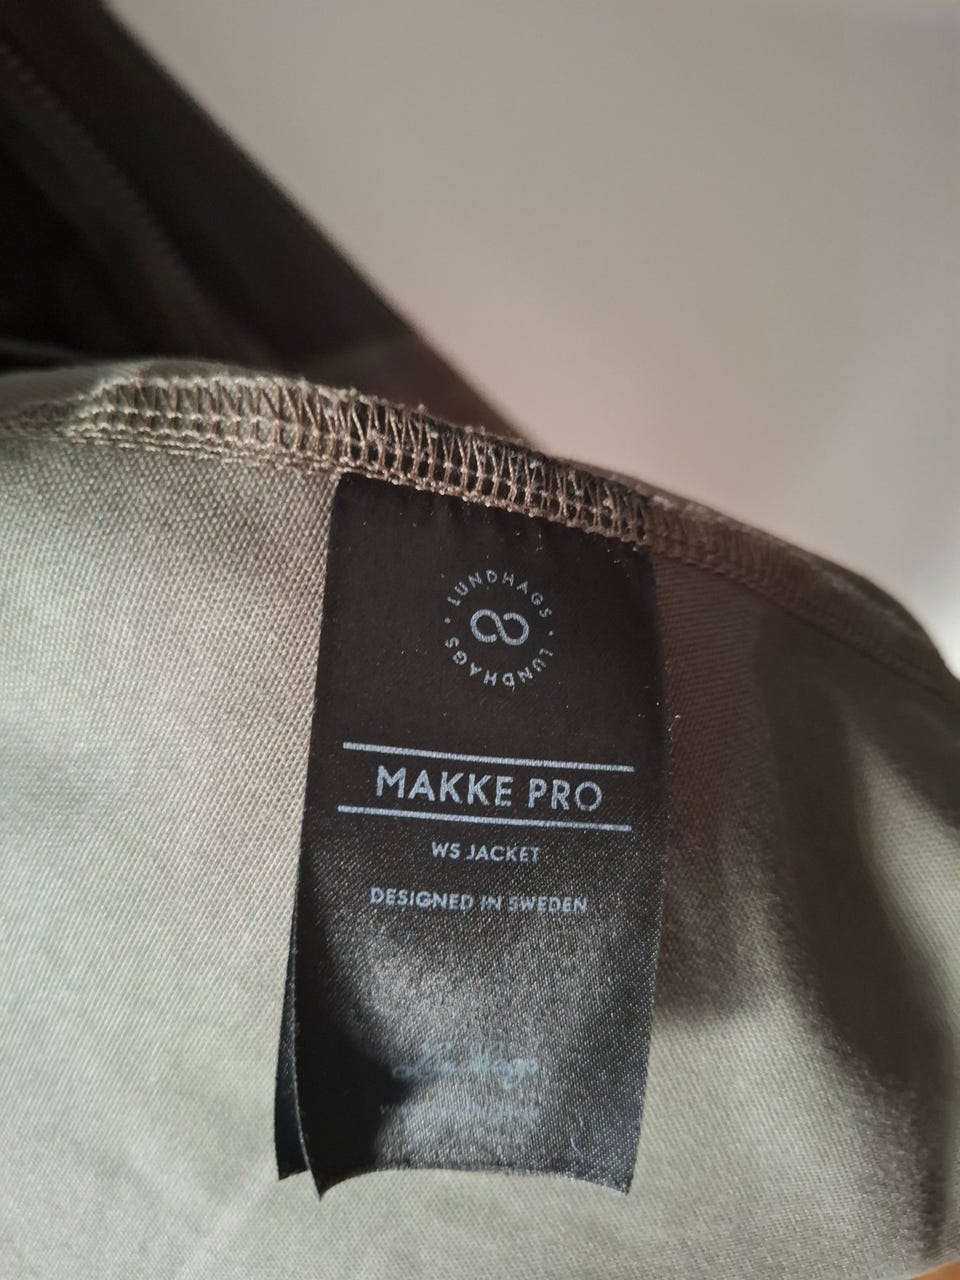 LUNDHAGS · LUNDHAGS ·
MAKKE PRO
WS JACKET
DESIGNED IN SWEDEN